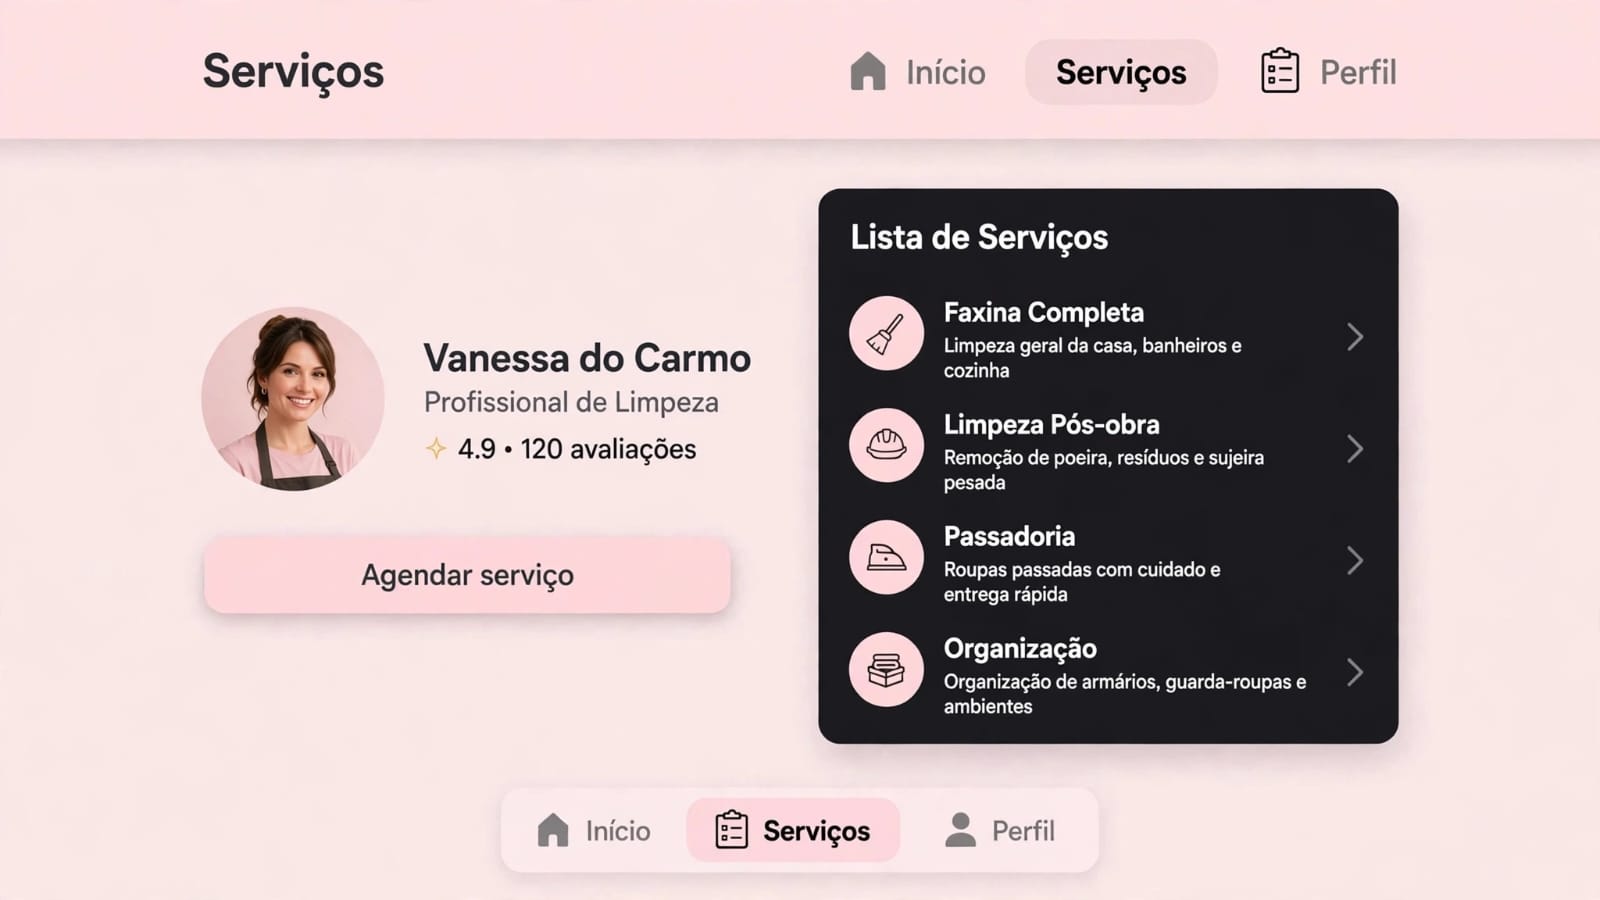 Serviços
Início
Serviços
Perfil
Vanessa do Carmo
Profissional de Limpeza
4.9 • 120 avaliações
Agendar serviço
Lista de Serviços
Faxina Completa
Limpeza geral da casa, banheiros e
cozinha
Limpeza Pós-obra
Remoção de poeira, resíduos e sujeira
pesada
Passadoria
Roupas passadas com cuidado e
entrega rápida
Organização
Organização de armários, guarda-roupas e
ambientes
Início
Serviços
Perfil